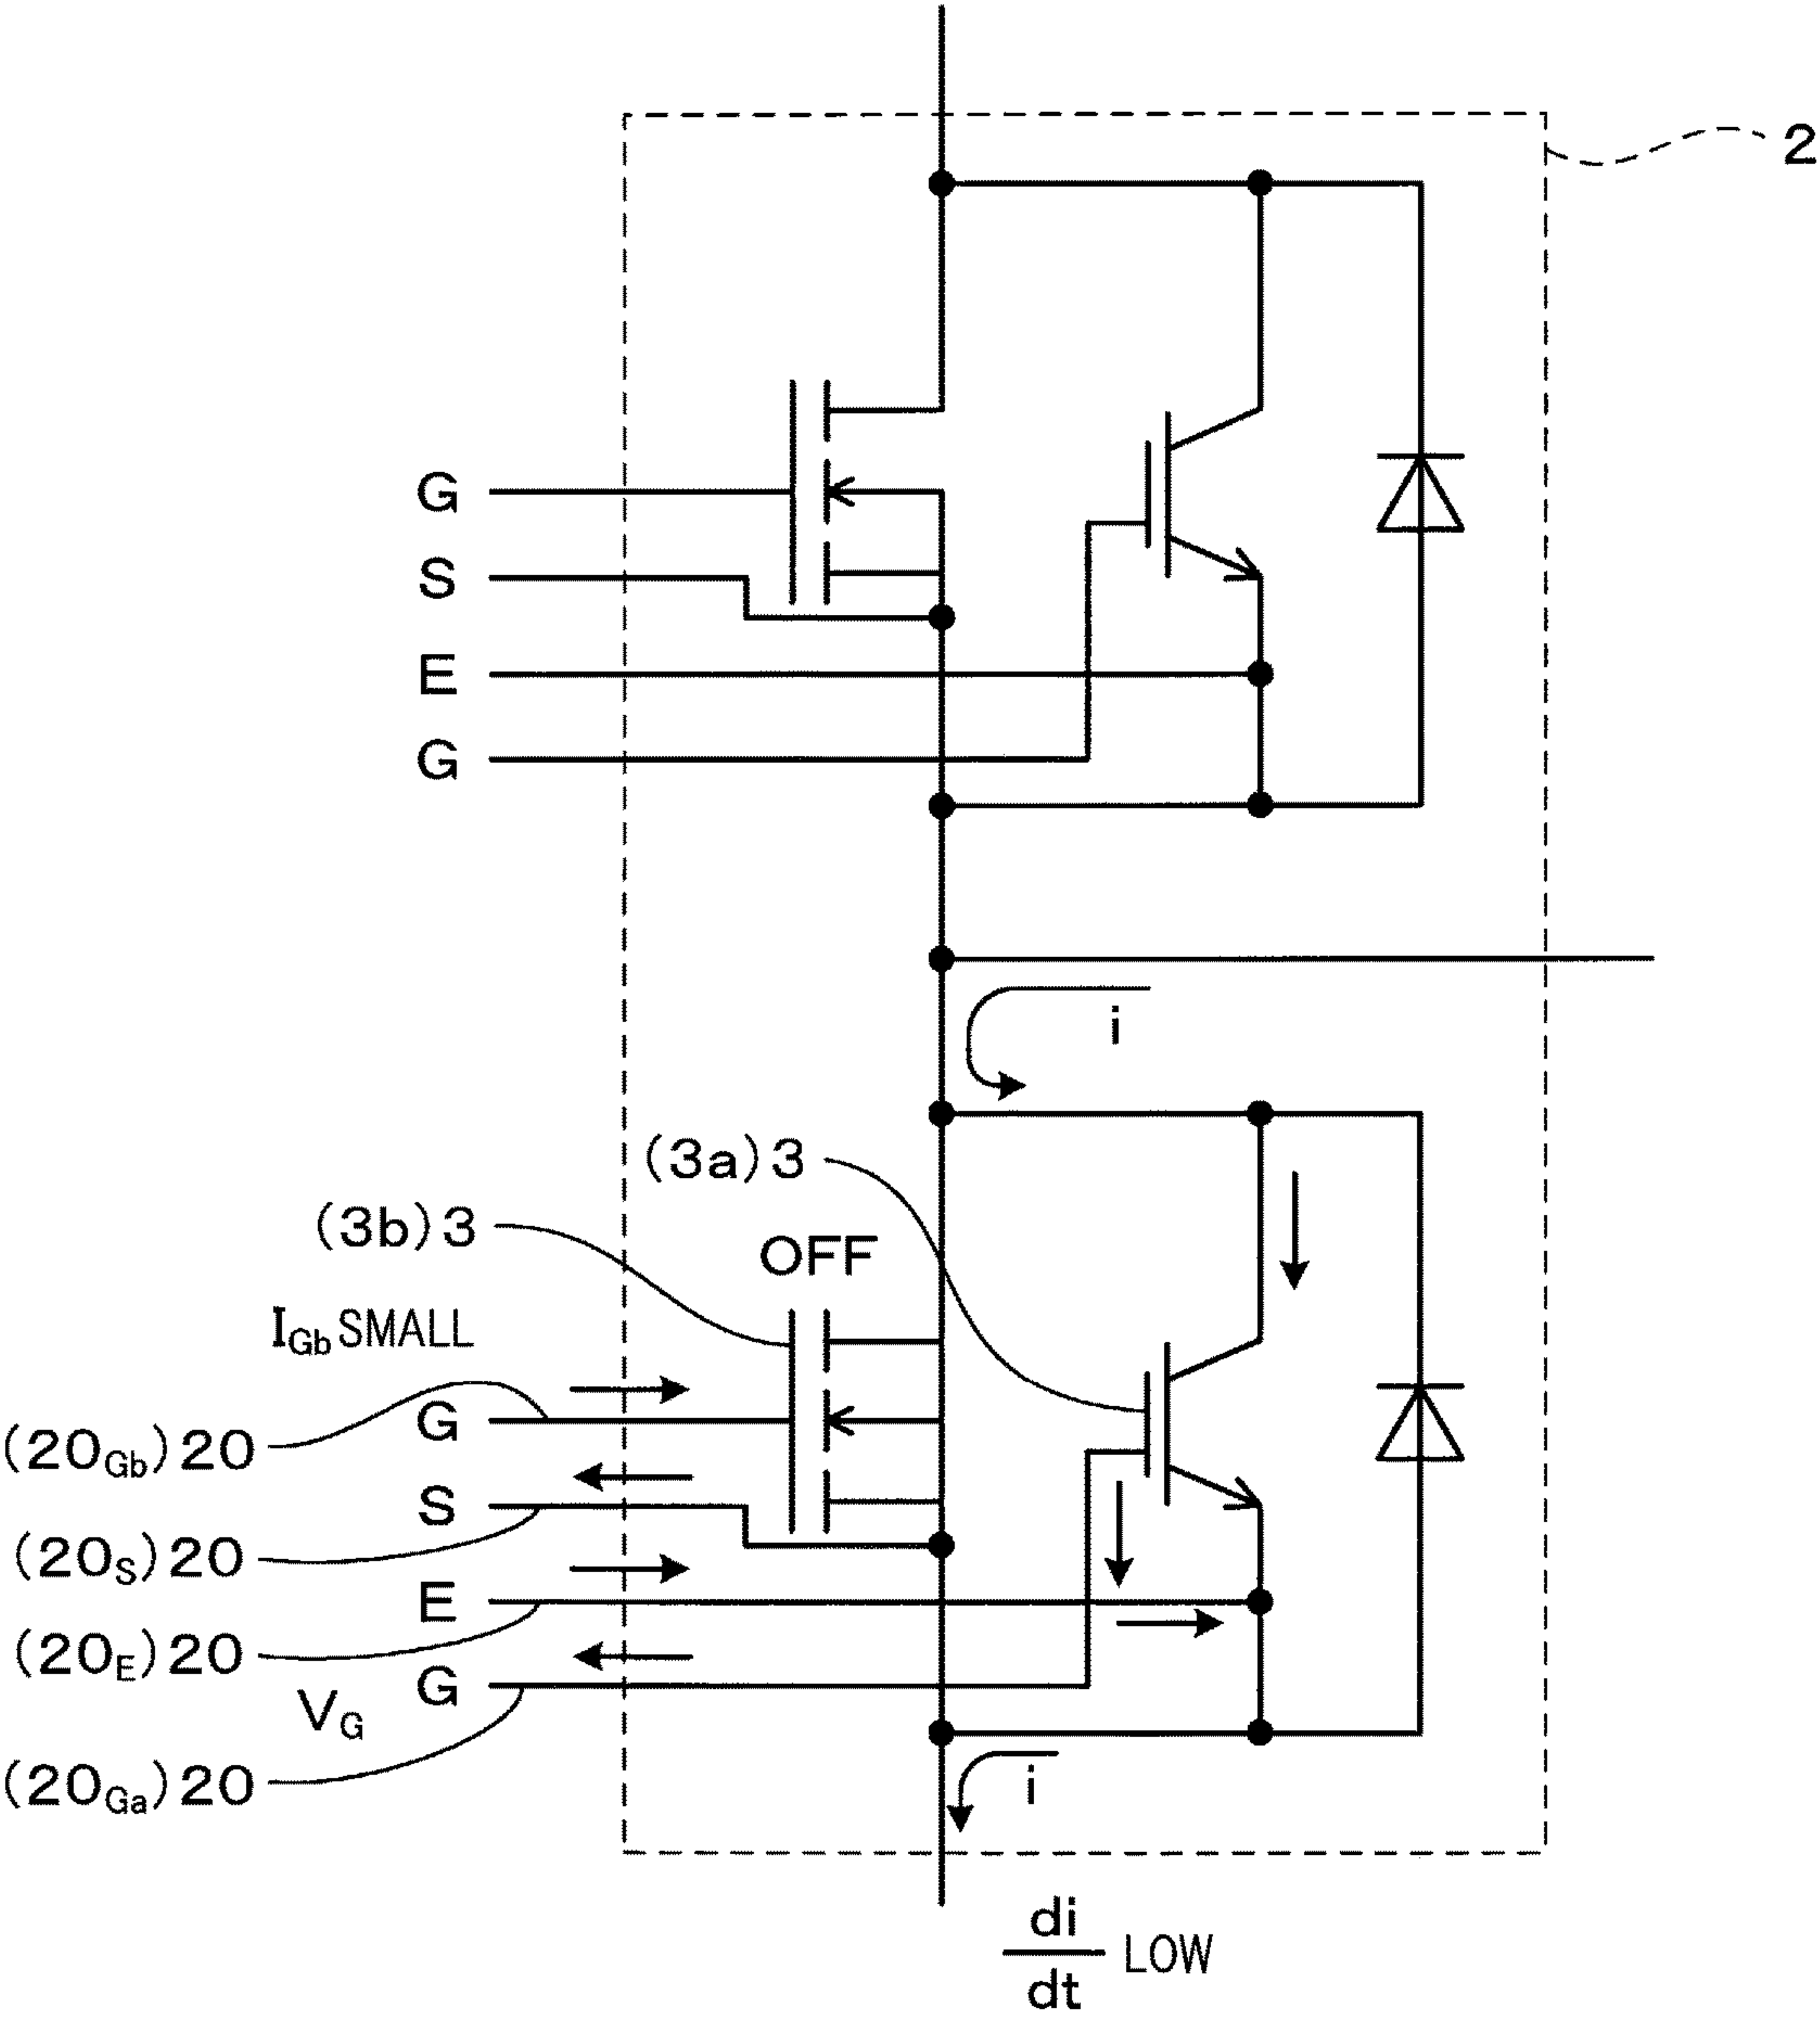 2
G
S
E
G
i
(3a)3
(3b)3
OFF
I_Gb SMALL
G
(20_Gb)20
S
(20_S)20
E
(20_E)20
G
V_G
(20_Ga)20
i
di
dt
LOW